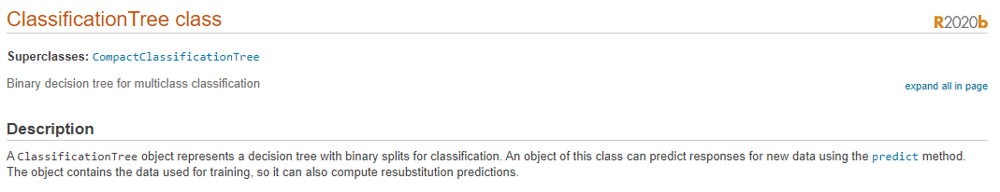 ClassificationTree class
R2020b
Superclasses: CompactClassificationTree
Binary decision tree for multiclass classification
expand all in page
Description
A ClassificationTree object represents a decision tree with binary splits for classification. An object of this class can predict responses for new data using the predict method.
The object contains the data used for training, so it can also compute resubstitution predictions.